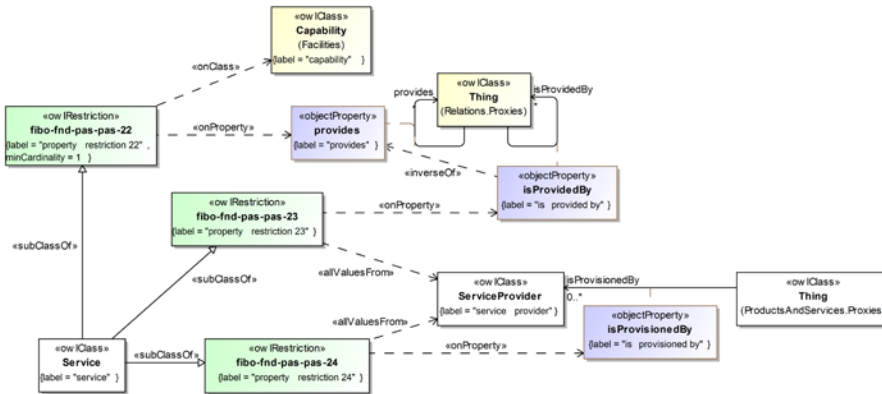 «owlClass»
Capability
(Facilities)
{label = "capability" }
«onClass»
«owlClass»
Thing
(Relations.Proxies)
provides
isProvidedBy
*
«owlRestriction»
fibo-fnd-pas-pas-22
{label = "property restriction 22" ,
minCardinality = 1 }
«onProperty»
«objectProperty»
provides
{label = "provides" }
«inverseOf»
«objectProperty»
isProvidedBy
{label = "is provided by" }
«owlRestriction»
fibo-fnd-pas-pas-23
{label = "property restriction 23" }
«onProperty»
«subClassOf»
«subClassOf»
«allValuesFrom»
«owlClass»
ServiceProvider
{label = "service provider" }
isProvisionedBy
0..*
«owlClass»
Thing
(ProductsAndServices.Proxies)
«allValuesFrom»
«objectProperty»
isProvisionedBy
{label = "is provisioned by" }
«owlClass»
Service
{label = "service" }
«subClassOf»
«owlRestriction»
fibo-fnd-pas-pas-24
{label = "property restriction 24" }
«onProperty»